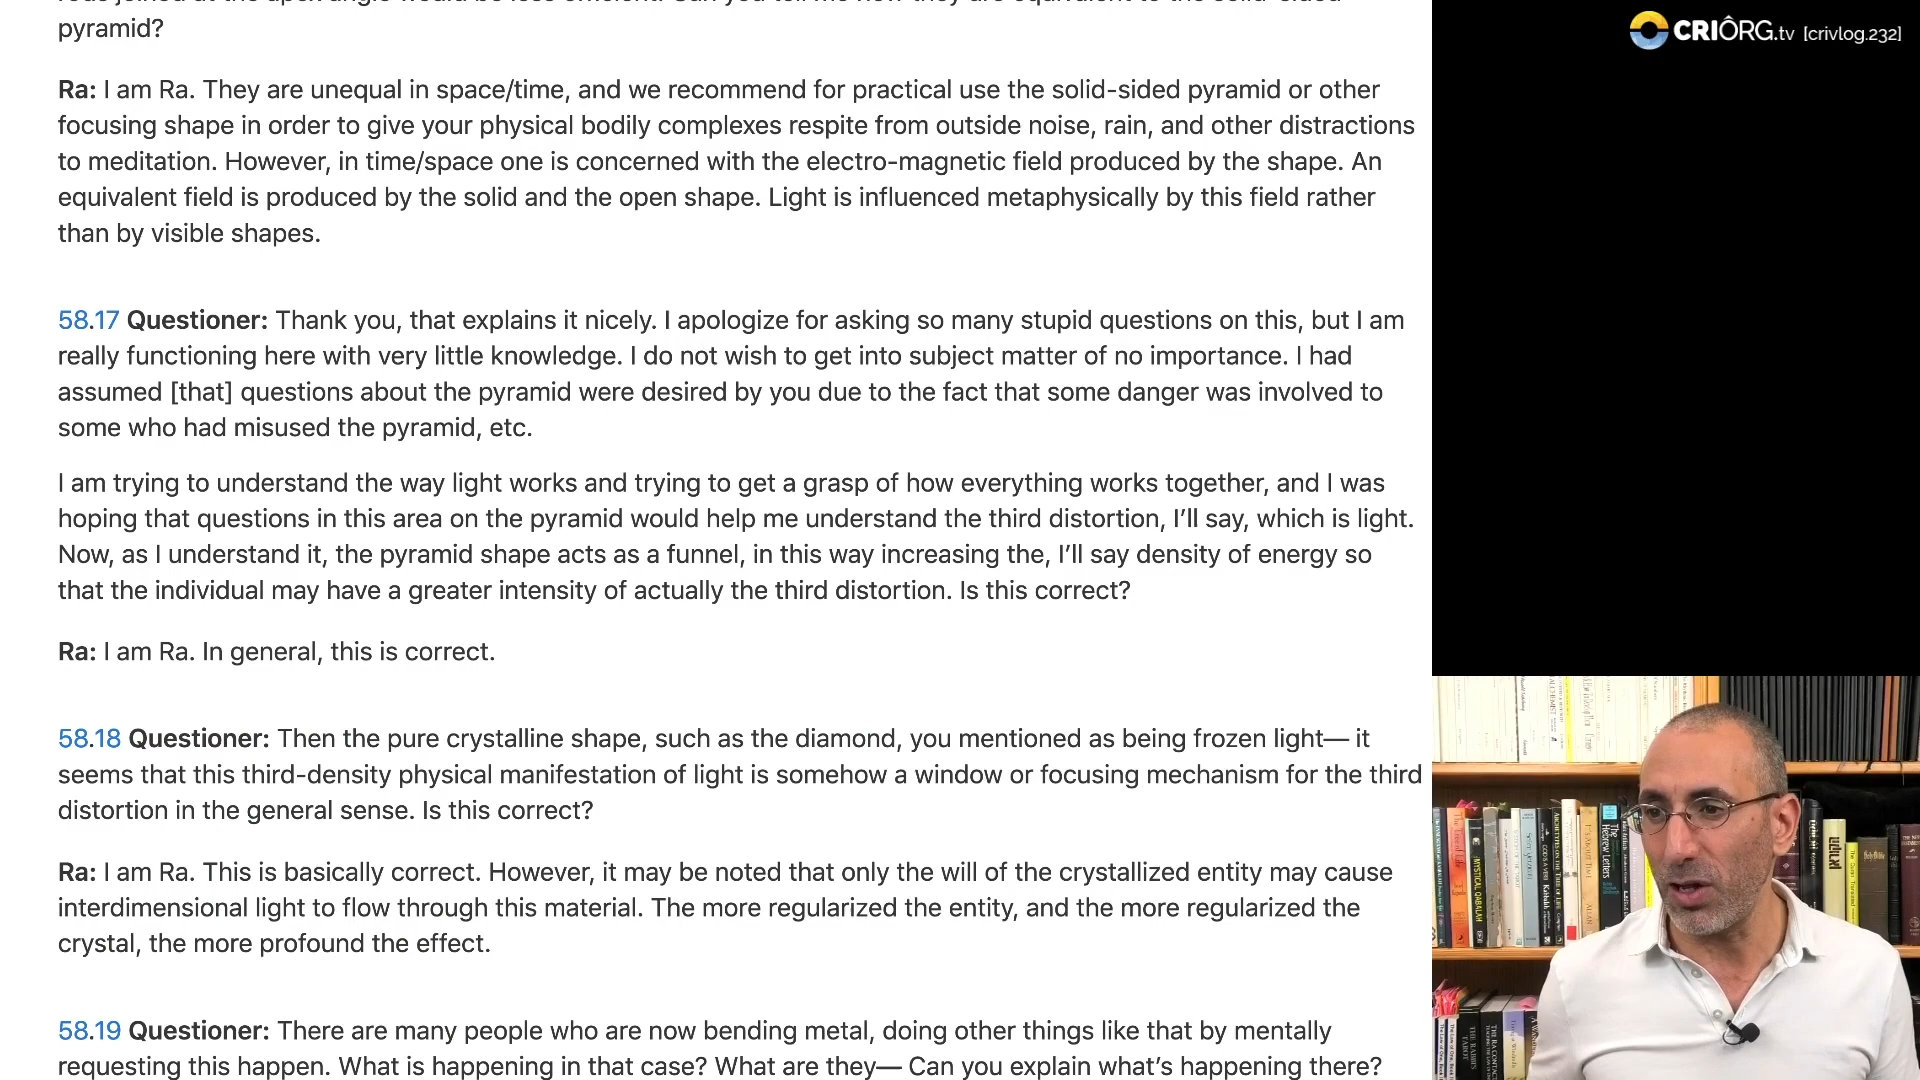 pyramid?
Ra: I am Ra. They are unequal in space/time, and we recommend for practical use the solid-sided pyramid or other
focusing shape in order to give your physical bodily complexes respite from outside noise, rain, and other distractions
to meditation. However, in time/space one is concerned with the electro-magnetic field produced by the shape. An
equivalent field is produced by the solid and the open shape. Light is influenced metaphysically by this field rather
than by visible shapes.
58.17 Questioner: Thank you, that explains it nicely. I apologize for asking so many stupid questions on this, but I am
really functioning here with very little knowledge. I do not wish to get into subject matter of no importance. I had
assumed [that] questions about the pyramid were desired by you due to the fact that some danger was involved to
some who had misused the pyramid, etc.
I am trying to understand the way light works and trying to get a grasp of how everything works together, and I was
hoping that questions in this area on the pyramid would help me understand the third distortion, I’ll say, which is light.
Now, as I understand it, the pyramid shape acts as a funnel, in this way increasing the, I’ll say density of energy so
that the individual may have a greater intensity of actually the third distortion. Is this correct?
Ra: I am Ra. In general, this is correct.
58.18 Questioner: Then the pure crystalline shape, such as the diamond, you mentioned as being frozen light— it
seems that this third-density physical manifestation of light is somehow a window or focusing mechanism for the third
distortion in the general sense. Is this correct?
Ra: I am Ra. This is basically correct. However, it may be noted that only the will of the crystallized entity may cause
interdimensional light to flow through this material. The more regularized the entity, and the more regularized the
crystal, the more profound the effect.
58.19 Questioner: There are many people who are now bending metal, doing other things like that by mentally
requesting this happen. What is happening in that case? What are they— Can you explain what’s happening there?
CRIÔRG.tv [crivlog.232]
MYSTICAL QABALAH
The Hebrew Letters